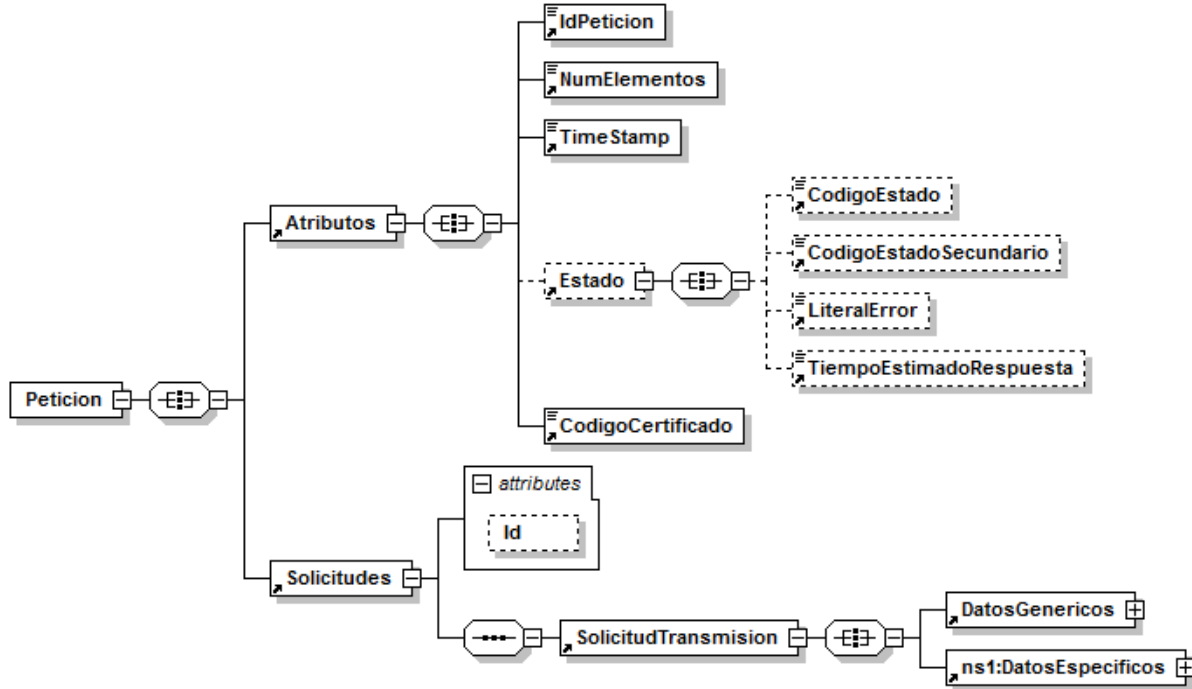 IdPeticion
NumElementos
TimeStamp
CodigoEstado
Atributos
CodigoEstadoSecundario
Estado
LiteralError
TiempoEstimadoRespuesta
Peticion
CodigoCertificado
attributes
Id
Solicitudes
DatosGenericos
SolicitudTransmision
ns1:DatosEspecificos